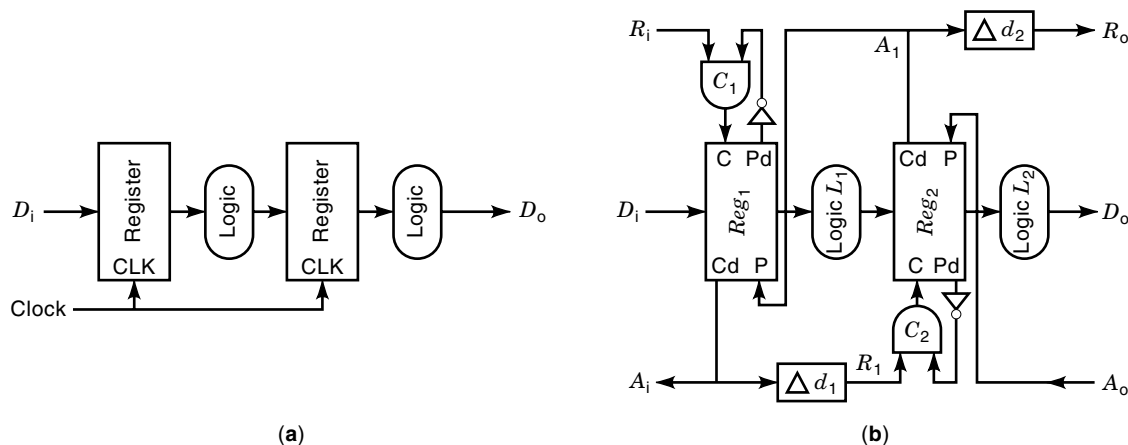 Register
CLK
Logic
Register
CLK
Logic
Di
Do
Clock
(a)
Ri
C1
A1
Δ d2
Ro
C Pd
Reg1
Cd P
Di
Logic L1
Cd P
Reg2
C Pd
Logic L2
Do
C2
R1
Ai
Δ d1
Ao
(b)